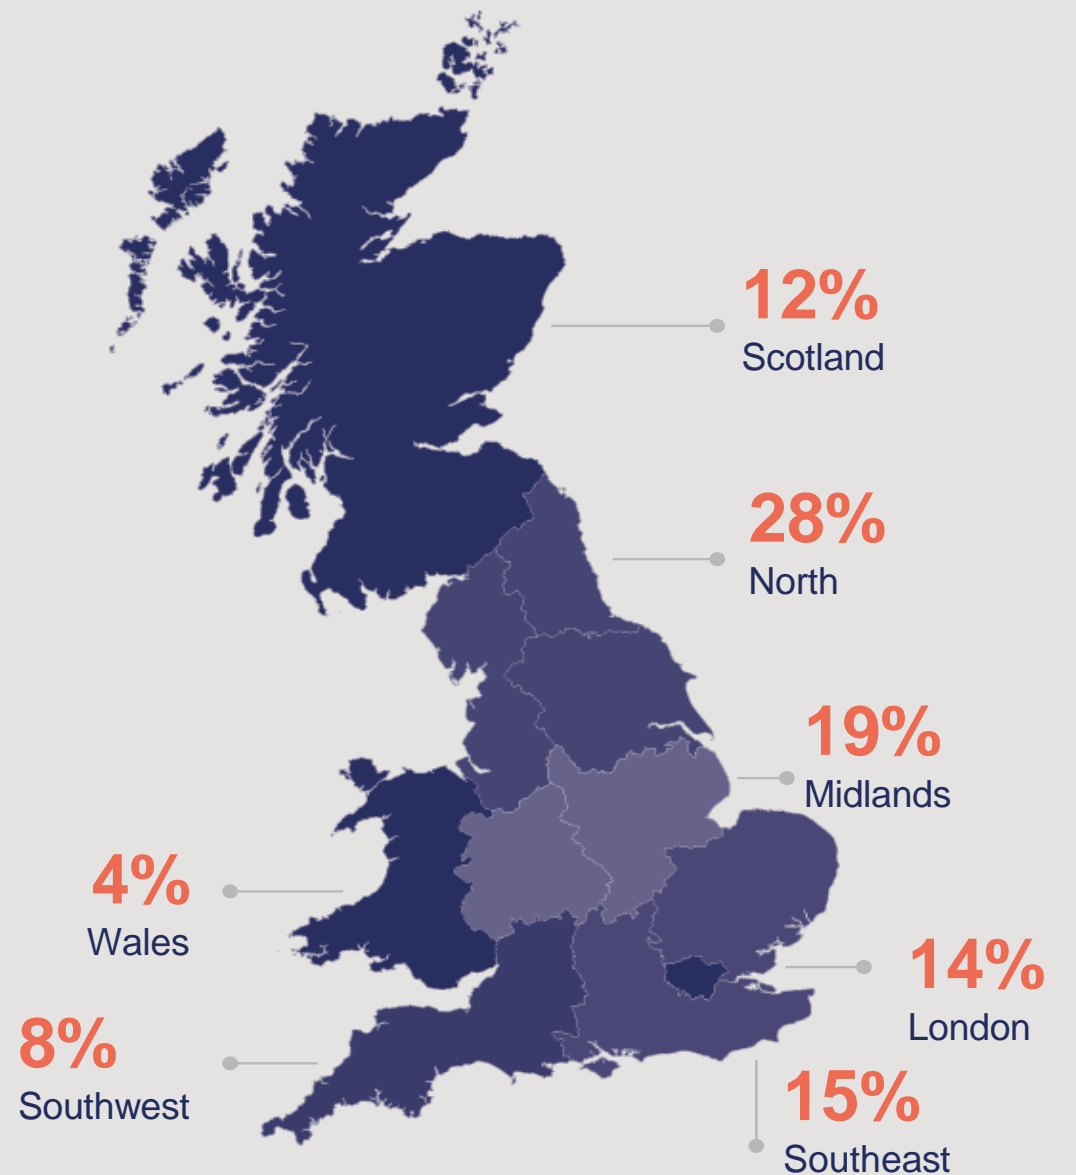 12%
Scotland
28%
North
19%
Midlands
4%
Wales
14%
London
8%
Southwest
15%
Southeast